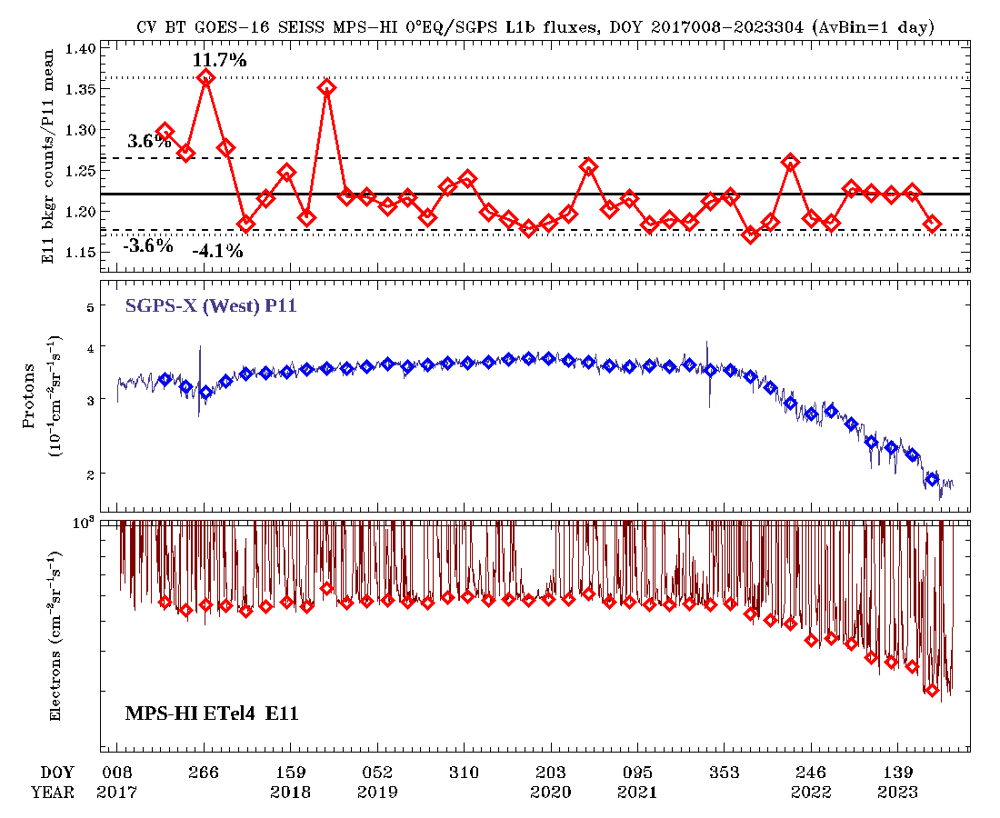 CV BT GOES-16 SEISS MPS-HI 0°EQ/SGPS L1b fluxes, DOY 2017008-2023304 (AvBin=1 day)
E11 bkgr counts/P11 mean
1.40
1.35
1.30
1.25
1.20
1.15
11.7%
3.6%
-3.6%
-4.1%
SGPS-X (West) P11
Protons
(10⁻¹cm⁻²sr⁻¹s⁻¹)
5
4
3
2
10³
Electrons (cm⁻²sr⁻¹s⁻¹)
MPS-HI ETel4 E11
DOY 008 266 159 052 310 203 095 353 246 139
YEAR 2017 2018 2019 2020 2021 2022 2023